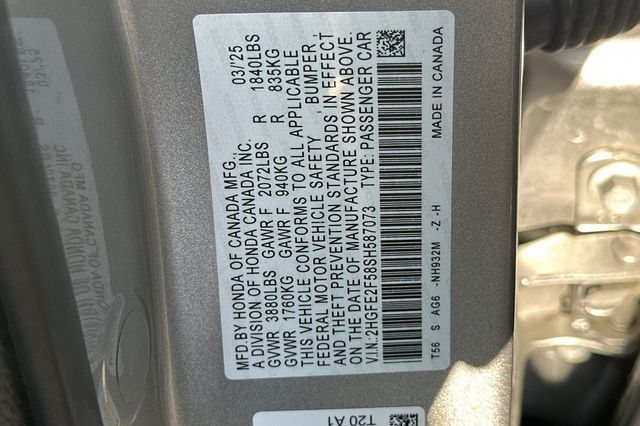 MFD.BY HONDA OF CANADA MFG., 03/'25
A DIVISION OF HONDA CANADA INC.
GVWR 3880LBS GAWR F 2072LBS R 1840LBS
GVWR 1760KG GAWR F 940KG R 835KG
THIS VEHICLE CONFORMS TO ALL APPLICABLE
FEDERAL MOTOR VEHICLE SAFETY , BUMPER,
AND THEFT PREVENTION STANDARDS IN EFFECT
ON THE DATE OF MANUFACTURE SHOWN ABOVE.
V.I.N.: 2HGFE2F58SH587073 TYPE: PASSENGER CAR
T56 S AG6 -NH932M -Z -H MADE IN CANADA
T20 A1